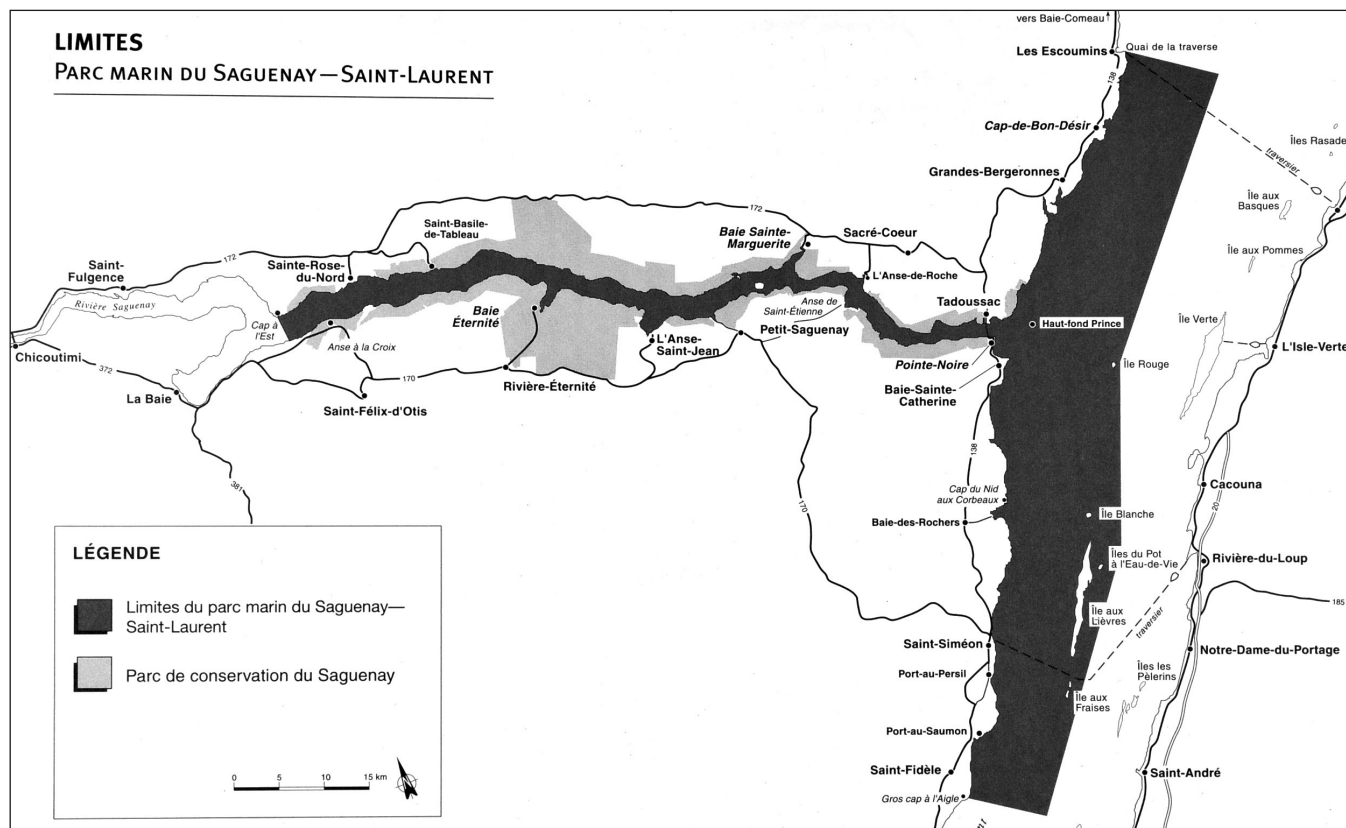 LIMITES
PARC MARIN DU SAGUENAY—SAINT-LAURENT
vers Baie-Comeau
Les Escoumins
Quai de la traverse
138
Cap-de-Bon-Désir
Îles Rasade
traversier
Grandes-Bergeronnes
Île aux
Basques
172
Saint-Basile-
de-Tableau
Baie Sainte-
Marguerite
Sacré-Coeur
Île aux Pommes
172
Saint-
Fulgence
Sainte-Rose-
du-Nord
L'Anse-de-Roche
Rivière Saguenay
Tadoussac
Anse de
Saint-Étienne
Baie
Éternité
Cap à
l'Est
Haut-fond Prince
Île Verte
Petit-Saguenay
L'Anse-
Saint-Jean
Anse à la Croix
Chicoutimi
L'Isle-Verte
372
Pointe-Noire
Île Rouge
170
Rivière-Éternité
Baie-Sainte-
Catherine
La Baie
Saint-Félix-d'Otis
138
381
Cap du Nid
aux Corbeaux
Cacouna
170
20
Baie-des-Rochers
Île Blanche
Îles du Pot
à l'Eau-de-Vie
Rivière-du-Loup
185
Île aux
Lièvres
traversier
Saint-Siméon
Notre-Dame-du-Portage
Port-au-Persil
Îles les
Pèlerins
Île aux
Fraises
Port-au-Saumon
Saint-Fidèle
Saint-André
Gros cap à l'Aigle
LÉGENDE
Limites du parc marin du Saguenay—
Saint-Laurent
Parc de conservation du Saguenay
0 5 10 15 km